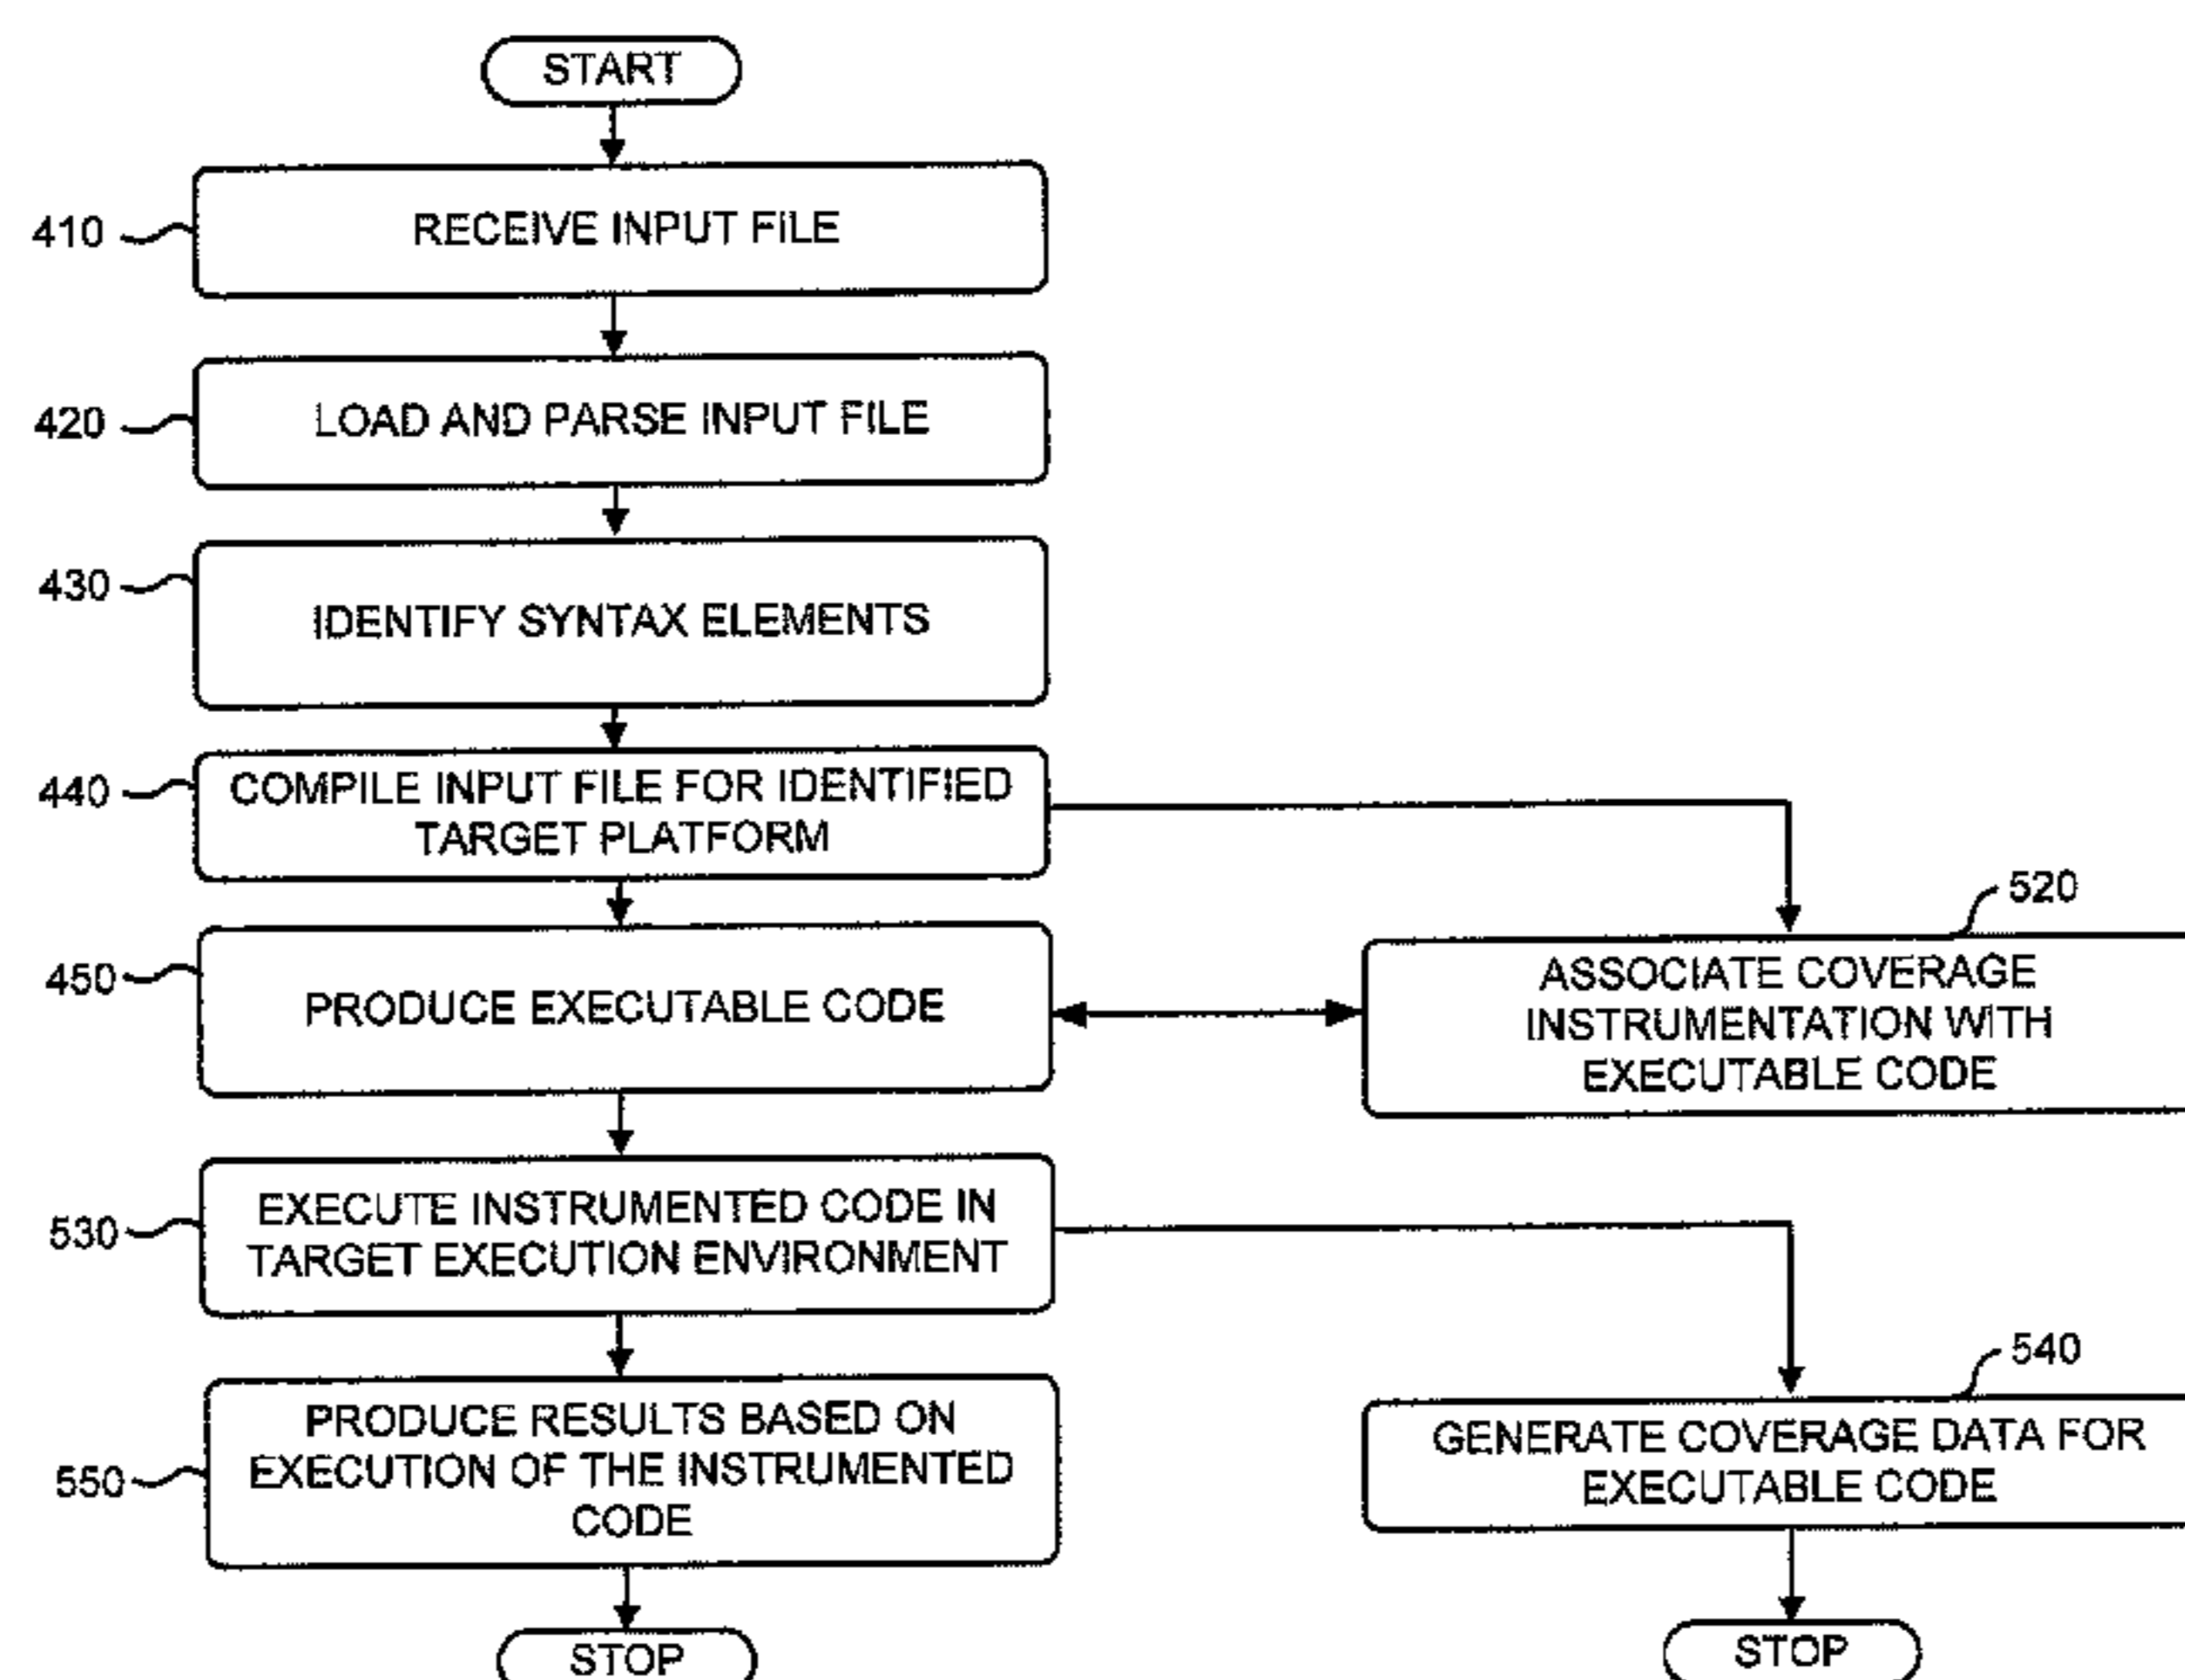 START
410
RECEIVE INPUT FILE
420
LOAD AND PARSE INPUT FILE
430
IDENTIFY SYNTAX ELEMENTS
440
COMPILE INPUT FILE FOR IDENTIFIED
TARGET PLATFORM
450
PRODUCE EXECUTABLE CODE
520
ASSOCIATE COVERAGE
INSTRUMENTATION WITH
EXECUTABLE CODE
530
EXECUTE INSTRUMENTED CODE IN
TARGET EXECUTION ENVIRONMENT
540
GENERATE COVERAGE DATA FOR
EXECUTABLE CODE
550
PRODUCE RESULTS BASED ON
EXECUTION OF THE INSTRUMENTED
CODE
STOP
STOP